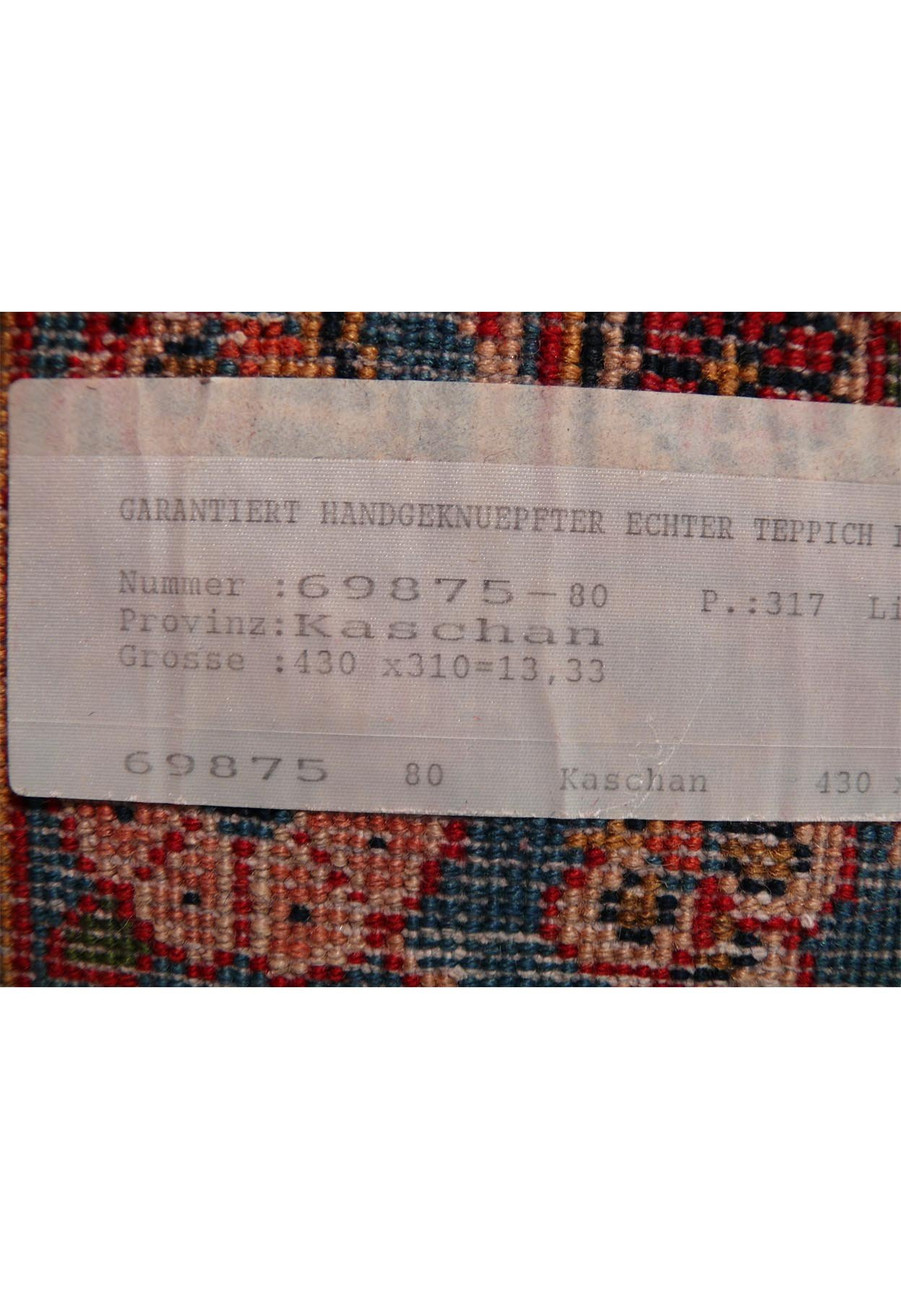 GARANTIERT HANDGEKNUEPFTER ECHTER TEPPICH
Nummer :69875-80 P.:317 Li
Provinz:Kaschan
Grosse :430 x310=13,33
69875 80 Kaschan 430